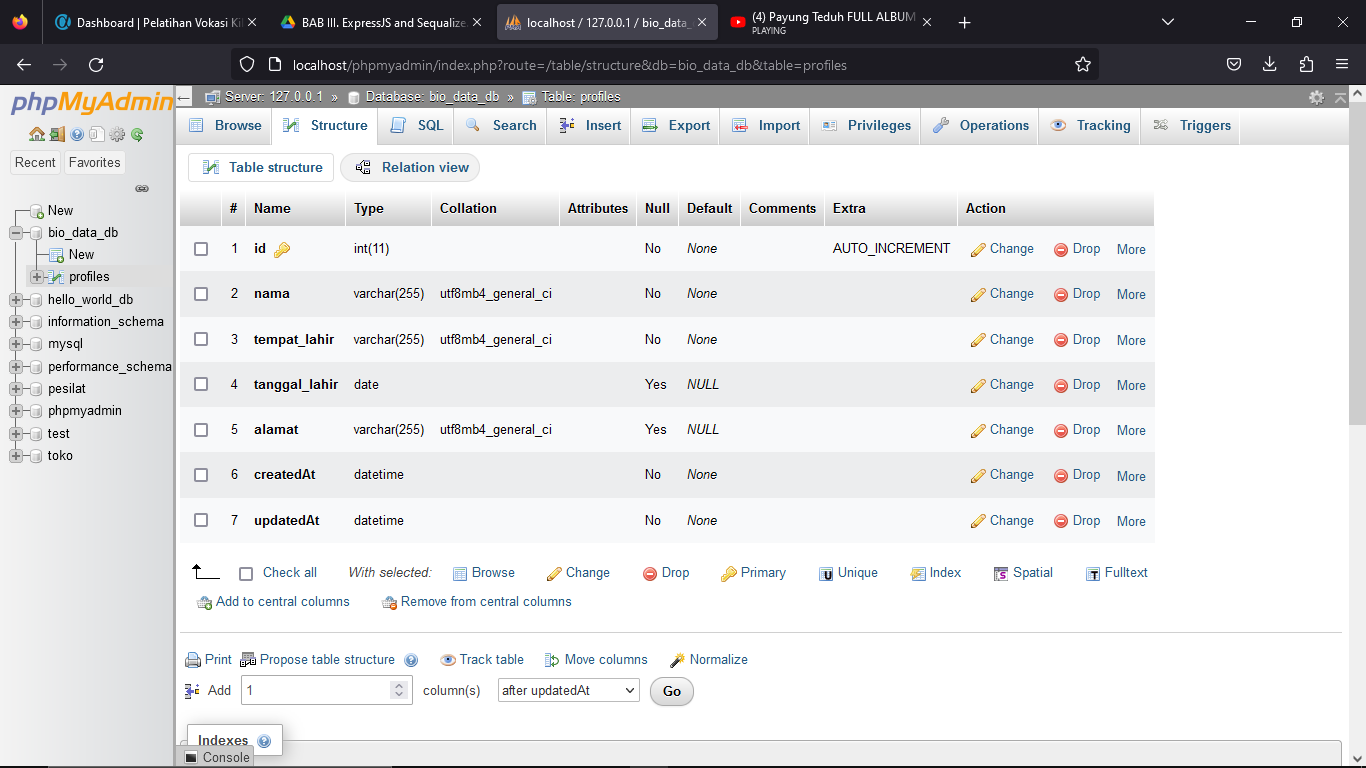 Dashboard | Pelatihan Vokasi Ki
BAB III. ExpressJS and Sequalize
localhost / 127.0.0.1 / bio_data_
(4) Payung Teduh FULL ALBUM
PLAYING
localhost/phpmyadmin/index.php?route=/table/structure&db=bio_data_db&table=profiles
phpMyAdmin
Server: 127.0.0.1 » Database: bio_data_db » Table: profiles
Browse Structure SQL Search Insert Export Import Privileges Operations Tracking Triggers
Recent Favorites
New
bio_data_db
New
profiles
hello_world_db
information_schema
mysql
performance_schema
pesilat
phpmyadmin
test
toko
Table structure Relation view
# Name Type Collation Attributes Null Default Comments Extra Action
1 id int(11) No None AUTO_INCREMENT Change Drop More
2 nama varchar(255) utf8mb4_general_ci No None Change Drop More
3 tempat_lahir varchar(255) utf8mb4_general_ci No None Change Drop More
4 tanggal_lahir date Yes NULL Change Drop More
5 alamat varchar(255) utf8mb4_general_ci Yes NULL Change Drop More
6 createdAt datetime No None Change Drop More
7 updatedAt datetime No None Change Drop More
Check all With selected: Browse Change Drop Primary Unique Index Spatial Fulltext
Add to central columns Remove from central columns
Print Propose table structure Track table Move columns Normalize
Add 1 column(s) after updatedAt Go
Indexes
Console